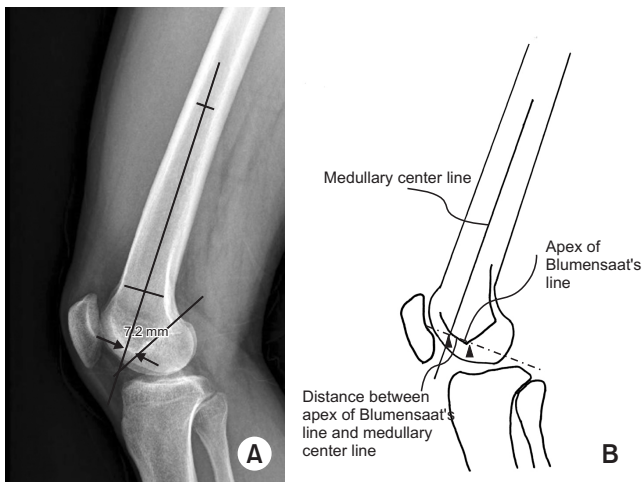 7.2 mm
A
Medullary center line
Apex of
Blumensaat's
line
Distance between
apex of Blumensaat's
line and medullary
center line
B